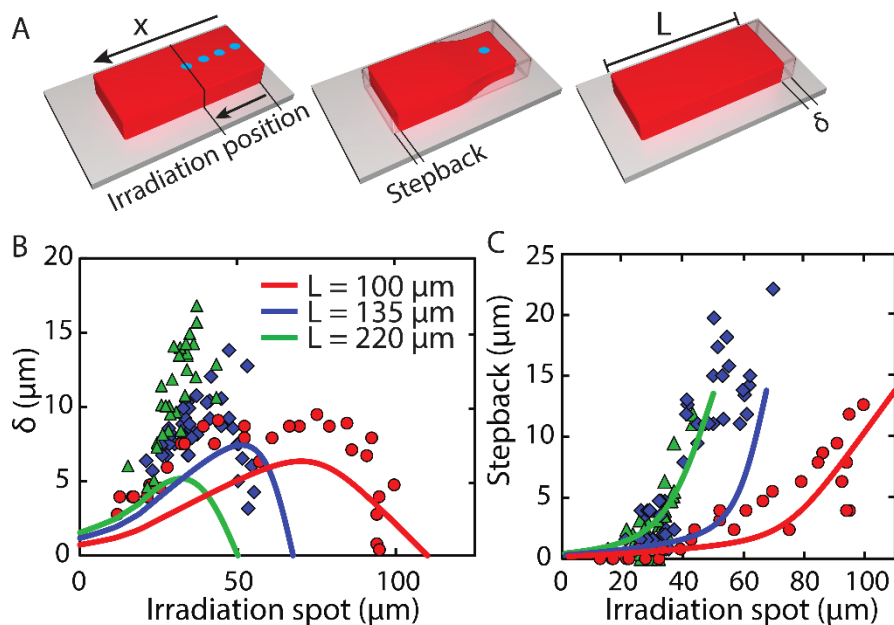 A
x
Irradiation position
Stepback
L
δ
B
20
15
10
5
0
δ (µm)
0
50
100
Irradiation spot (µm)
L = 100 µm
L = 135 µm
L = 220 µm
C
25
20
15
10
5
0
Stepback (µm)
0
20
40
60
80
100
Irradiation spot (µm)